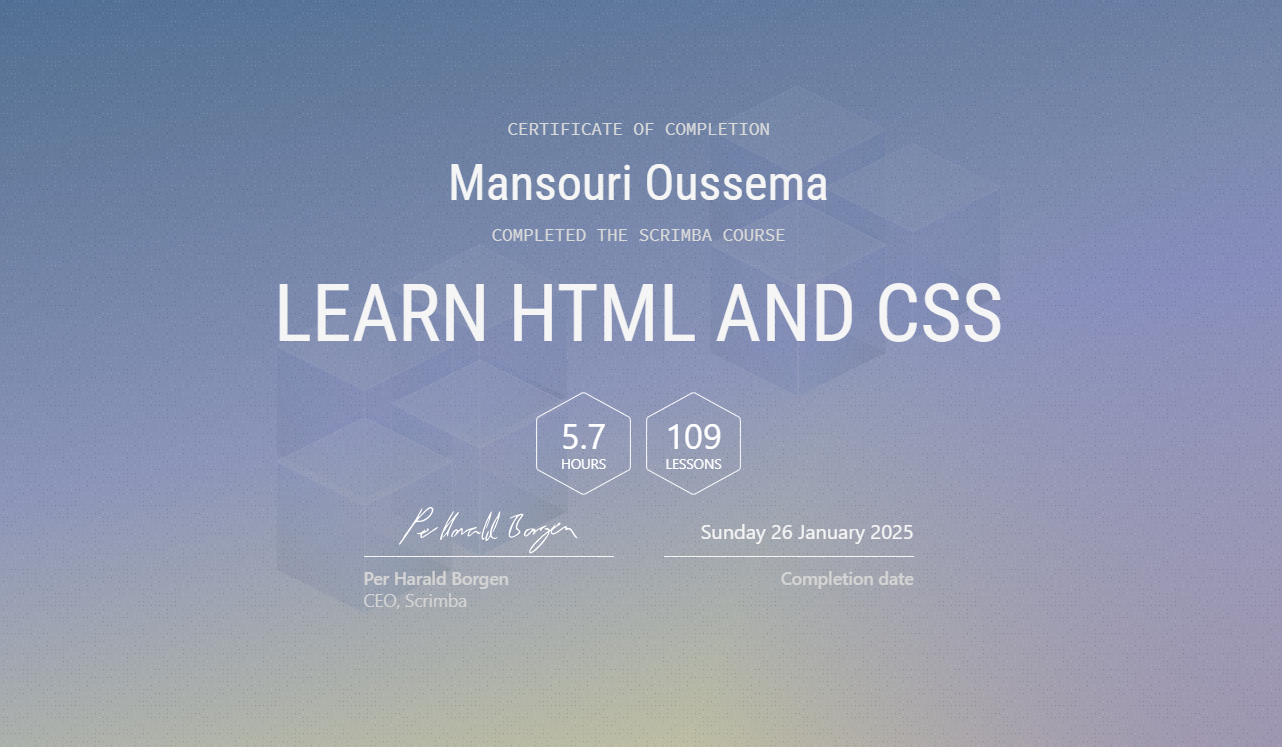 CERTIFICATE OF COMPLETION
Mansouri Oussema
COMPLETED THE SCRIMBA COURSE
LEARN HTML AND CSS
5.7
HOURS
109
LESSONS
Per Harald Borgen
Sunday 26 January 2025
Per Harald Borgen
CEO, Scrimba
Completion date